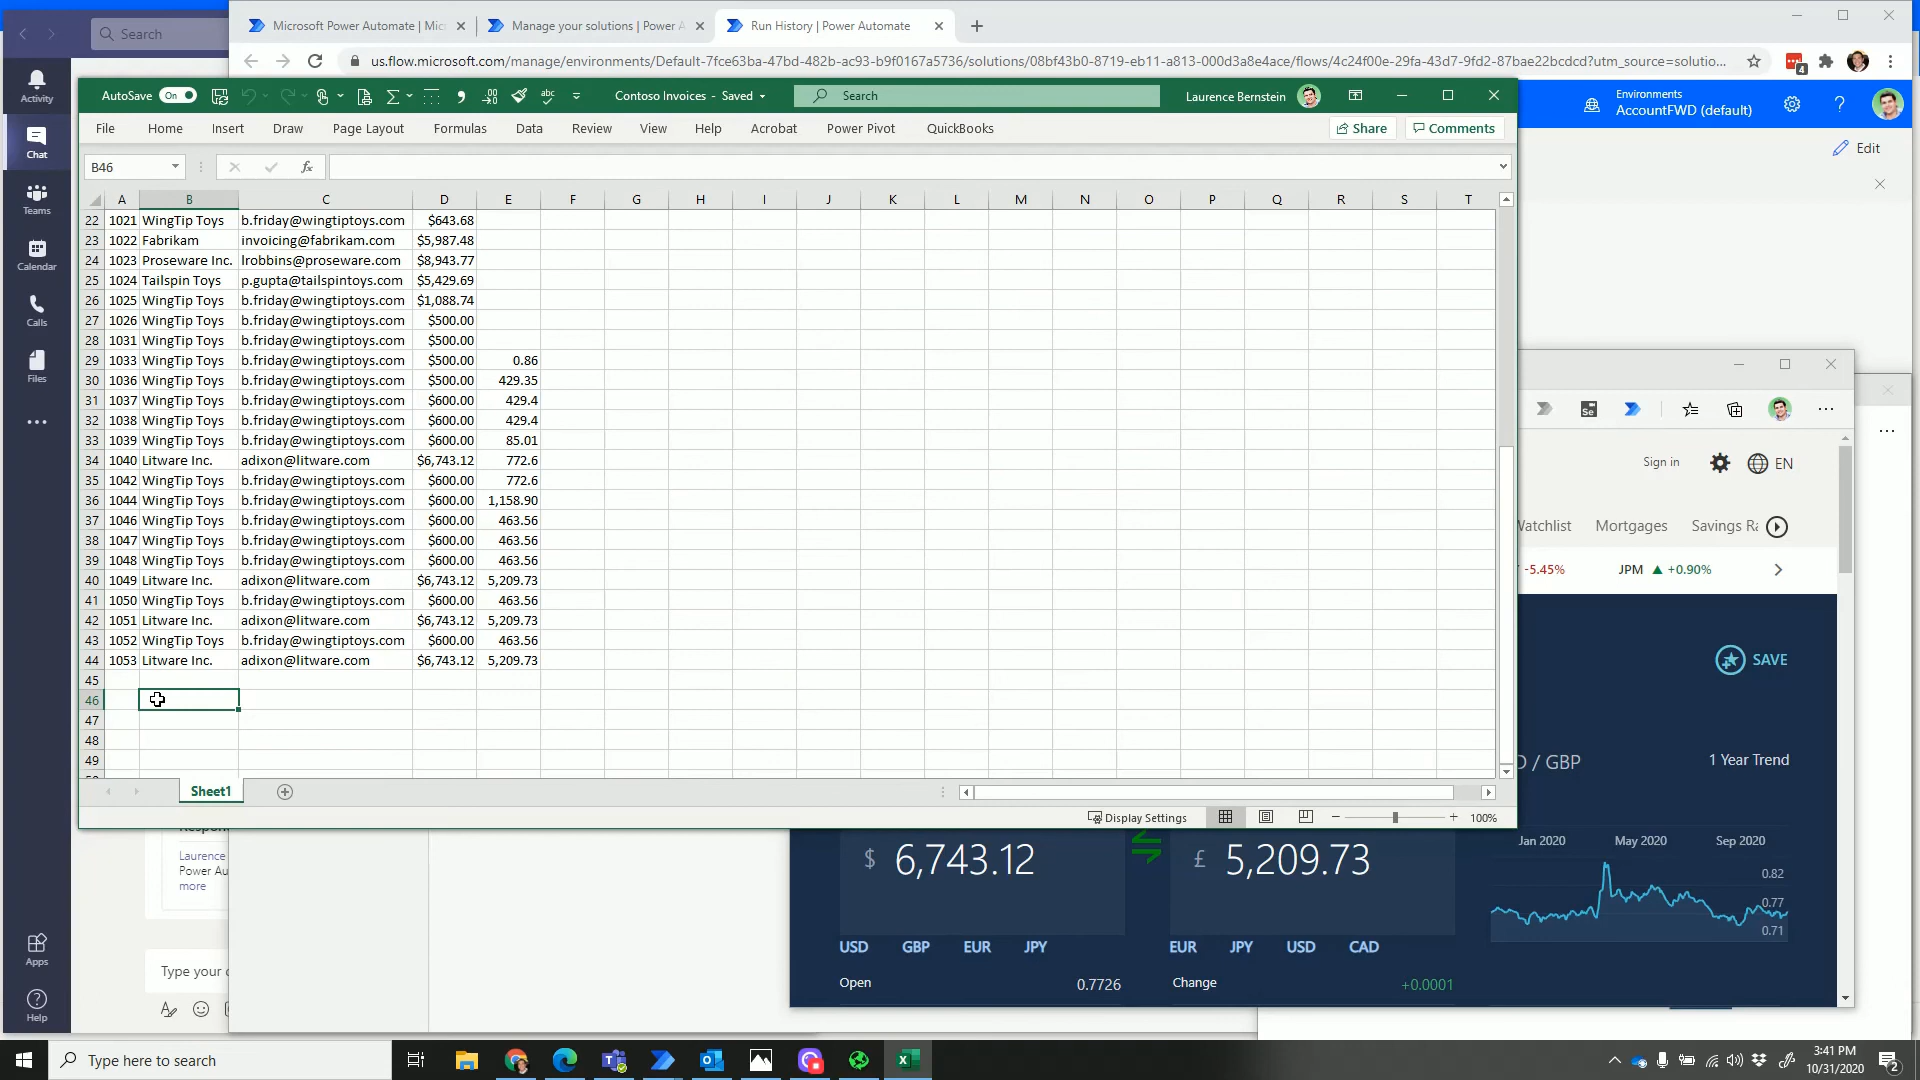 Search
Microsoft Power Automate | Mic
Manage your solutions | Power A
Run History | Power Automate
us.flow.microsoft.com/manage/environments/Default-7fce63ba-47bd-482b-ac93-b9f0167a5736/solutions/08bf43b0-8719-eb11-a813-000d3a8e4ace/flows/4c24f00e-29fa-43d7-9fd2-87bae22bcdcd?utm_source=solutio...
4
AutoSave On
Contoso Invoices - Saved
Search
Laurence Bernstein
Environments
AccountFWD (default)
?
File Home Insert Draw Page Layout Formulas Data Review View Help Acrobat Power Pivot QuickBooks Share Comments
Edit
B46 fx
A B C D E F G H I J K L M N O P Q R S T
22 1021 WingTip Toys b.friday@wingtiptoys.com $643.68
23 1022 Fabrikam invoicing@fabrikam.com $5,987.48
24 1023 Proseware Inc. lrobbins@proseware.com $8,943.77
25 1024 Tailspin Toys p.gupta@tailspintoys.com $5,429.69
26 1025 WingTip Toys b.friday@wingtiptoys.com $1,088.74
27 1026 WingTip Toys b.friday@wingtiptoys.com $500.00
28 1031 WingTip Toys b.friday@wingtiptoys.com $500.00
29 1033 WingTip Toys b.friday@wingtiptoys.com $500.00 0.86
30 1036 WingTip Toys b.friday@wingtiptoys.com $500.00 429.35
31 1037 WingTip Toys b.friday@wingtiptoys.com $600.00 429.4
32 1038 WingTip Toys b.friday@wingtiptoys.com $600.00 429.4
33 1039 WingTip Toys b.friday@wingtiptoys.com $600.00 85.01
34 1040 Litware Inc. adixon@litware.com $6,743.12 772.6
35 1042 WingTip Toys b.friday@wingtiptoys.com $600.00 772.6
36 1044 WingTip Toys b.friday@wingtiptoys.com $600.00 1,158.90
37 1046 WingTip Toys b.friday@wingtiptoys.com $600.00 463.56
38 1047 WingTip Toys b.friday@wingtiptoys.com $600.00 463.56
39 1048 WingTip Toys b.friday@wingtiptoys.com $600.00 463.56
40 1049 Litware Inc. adixon@litware.com $6,743.12 5,209.73
41 1050 WingTip Toys b.friday@wingtiptoys.com $600.00 463.56
42 1051 Litware Inc. adixon@litware.com $6,743.12 5,209.73
43 1052 WingTip Toys b.friday@wingtiptoys.com $600.00 463.56
44 1053 Litware Inc. adixon@litware.com $6,743.12 5,209.73
45
46
47
48
49
Sheet1
Display Settings
100%
Activity
Chat
Teams
Calendar
Calls
Files
Apps
Help
Laurence
Power Au
more
Type your
Se
Sign in
EN
Watchlist Mortgages Savings Ra
-5.45% JPM +0.90%
SAVE
D / GBP
1 Year Trend
Jan 2020 May 2020 Sep 2020
0.82
0.77
0.71
$ 6,743.12
£ 5,209.73
USD GBP EUR JPY
EUR JPY USD CAD
Open 0.7726
Change +0.0001
Type here to search
3:41 PM
10/31/2020
2